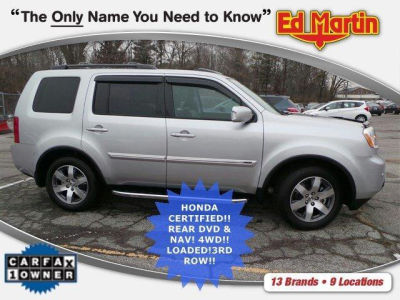 "The Only Name You Need to Know"
Ed Martin
HONDA
CERTIFIED!!
REAR DVD &
NAV! 4WD!!
LOADED!3RD
ROW!!
CARFAX
1 OWNER
13 Brands • 9 Locations